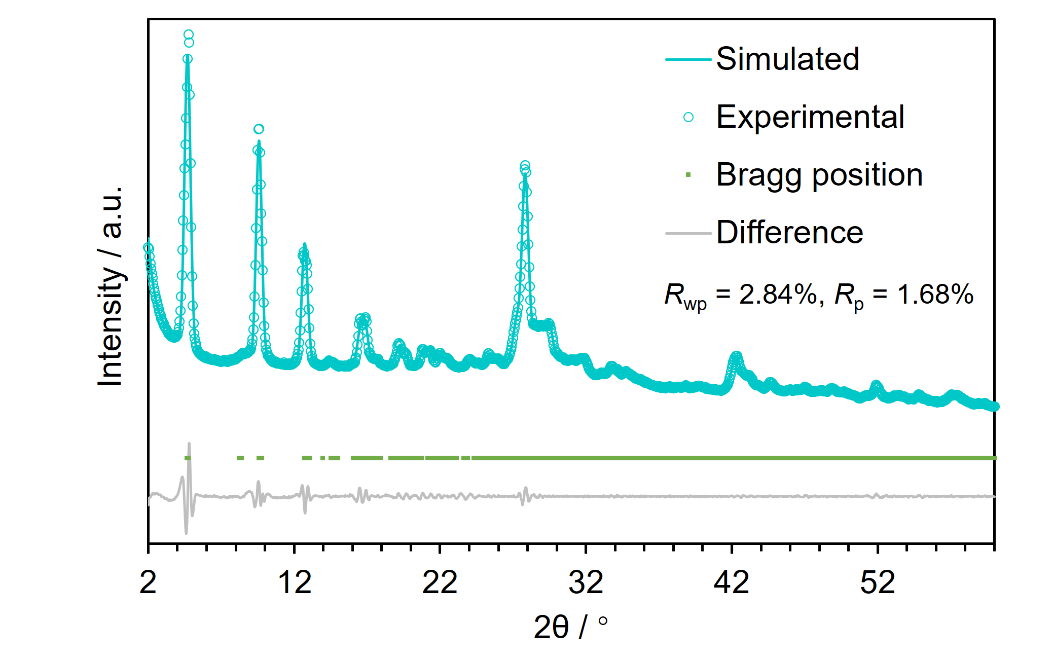 Simulated
Experimental
Bragg position
Difference
Rwp = 2.84%, Rp = 1.68%
Intensity / a.u.
2 12 22 32 42 52
2θ / °